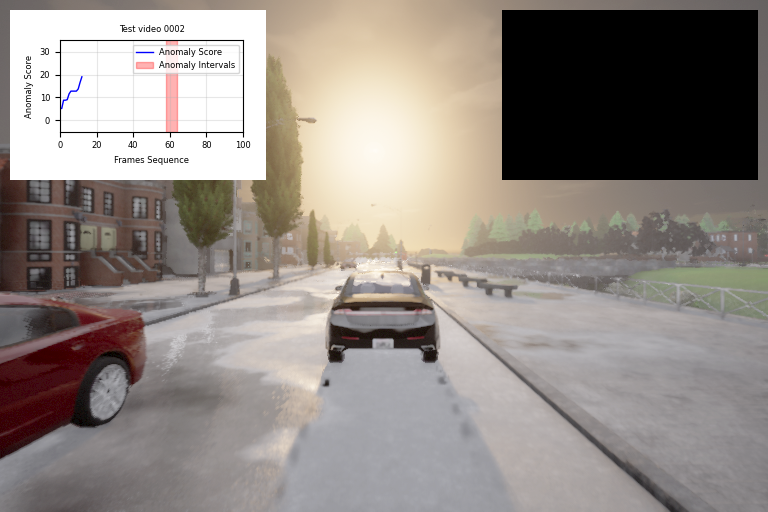 Test video 0002
Anomaly Score
30
20
10
0
Anomaly Score
Anomaly Intervals
0 20 40 60 80 100
Frames Sequence